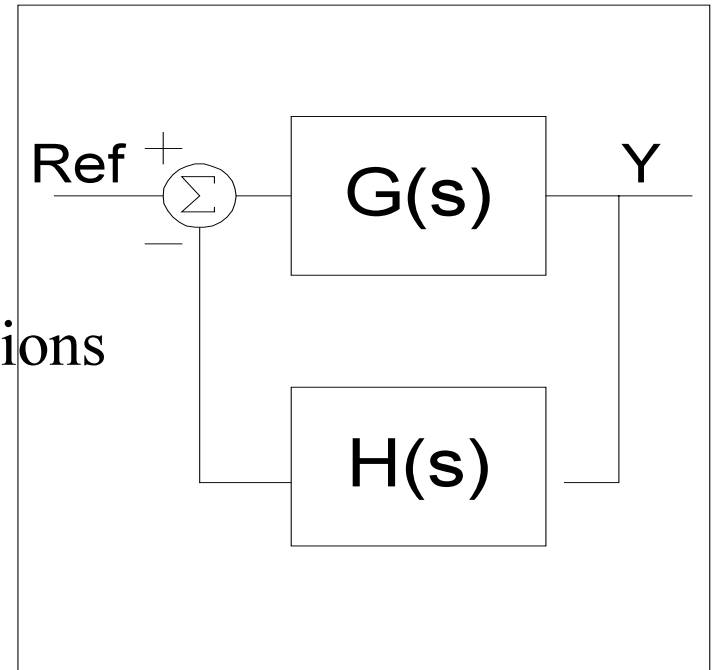 +
Ref Σ G(s) Y
−
ions
H(s)